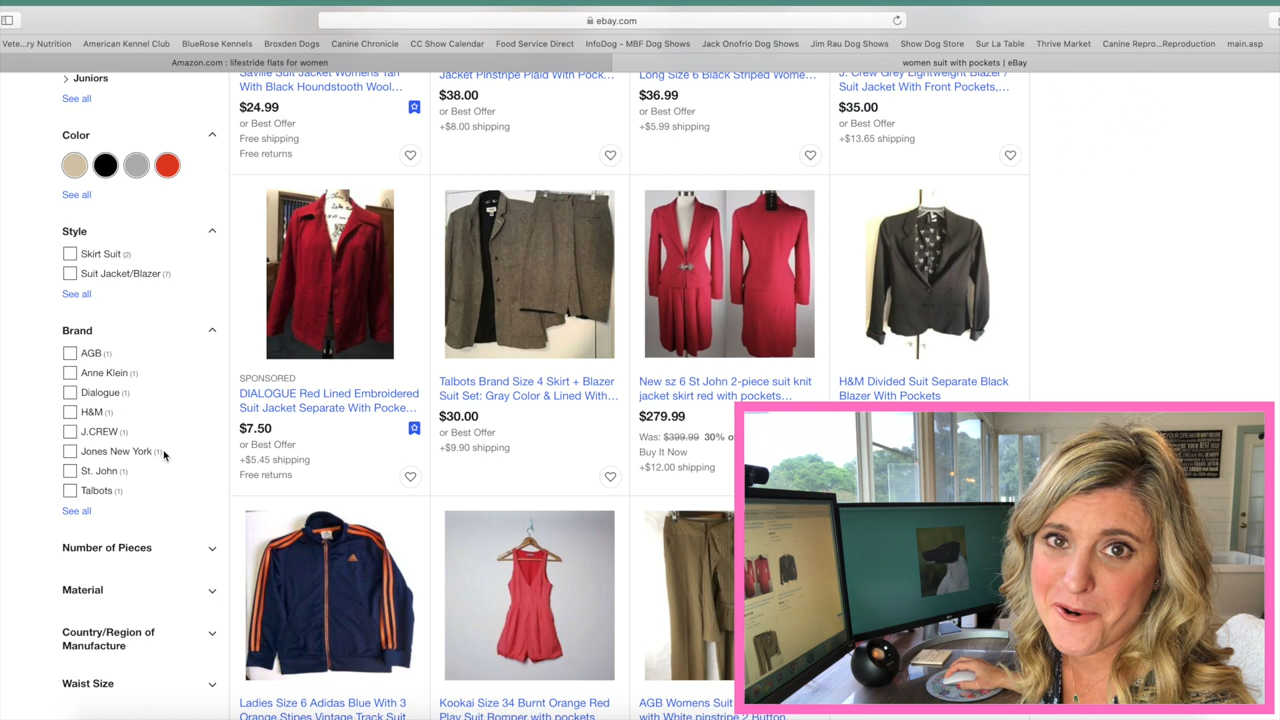 ebay.com
Vete...ry Nutrition American Kennel Club BlueRose Kennels Broxden Dogs Canine Chronicle CC Show Calendar Food Service Direct InfoDog - MBF Dog Shows Jack Onofrio Dog Shows Jim Rau Dog Shows Show Dog Store Sur La Table Thrive Market Canine Repro...Reproduction main.asp
Amazon.com : lifestride flats for women
women suit with pockets | eBay
Juniors
See all
Color
See all
Style
Skirt Suit (2)
Suit Jacket/Blazer (7)
See all
Brand
AGB (1)
Anne Klein (1)
Dialogue (1)
H&M (1)
J.CREW (1)
Jones New York (1)
St. John (1)
Talbots (1)
See all
Number of Pieces
Material
Country/Region of
Manufacture
Waist Size
Saville Suit Jacket Womens Tan
With Black Houndstooth Wool...
$24.99
or Best Offer
Free shipping
Free returns
Jacket Pinstripe Plaid With Pock...
$38.00
or Best Offer
+$8.00 shipping
Long Size 6 Black Striped Wome...
$36.99
or Best Offer
+$5.99 shipping
J. Crew Grey Lightweight Blazer /
Suit Jacket With Front Pockets,...
$35.00
or Best Offer
+$13.65 shipping
SPONSORED
DIALOGUE Red Lined Embroidered
Suit Jacket Separate With Pocke...
$7.50
or Best Offer
+$5.45 shipping
Free returns
Talbots Brand Size 4 Skirt + Blazer
Suit Set: Gray Color & Lined With...
$30.00
or Best Offer
+$9.90 shipping
New sz 6 St John 2-piece suit knit
jacket skirt red with pockets...
$279.99
Was: $399.99 30% o
Buy It Now
+$12.00 shipping
H&M Divided Suit Separate Black
Blazer With Pockets
adidas
Ladies Size 6 Adidas Blue With 3
Orange Stipes Vintage Track Suit
Kookai Size 34 Burnt Orange Red
Play Suit Romper with pockets
AGB Womens Suit
with White pinstripe 2 Button